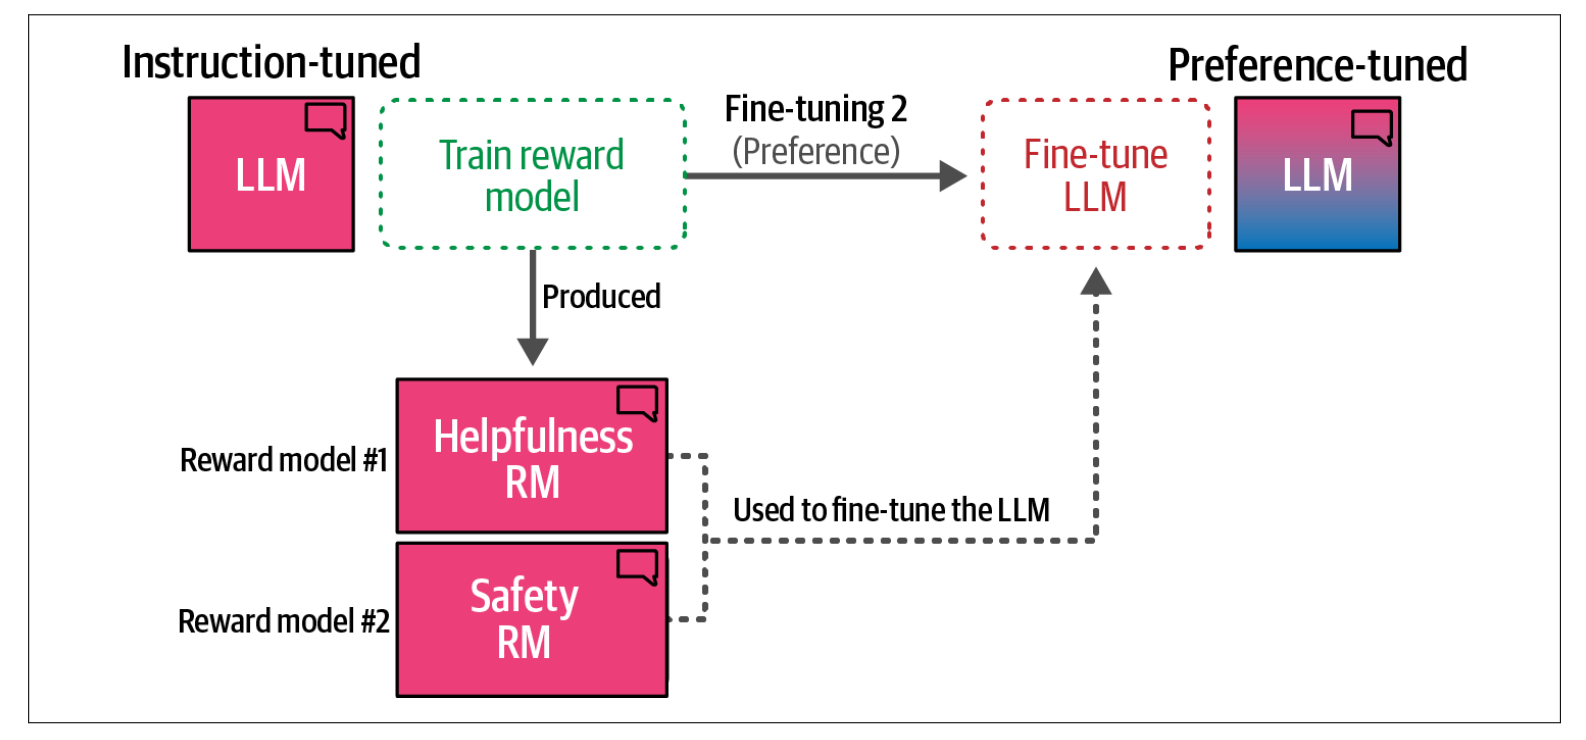 Instruction-tuned
LLM
Train reward
model
Fine-tuning 2
(Preference)
Fine-tune
LLM
Preference-tuned
LLM
Produced
Reward model #1
Helpfulness
RM
Used to fine-tune the LLM
Reward model #2
Safety
RM